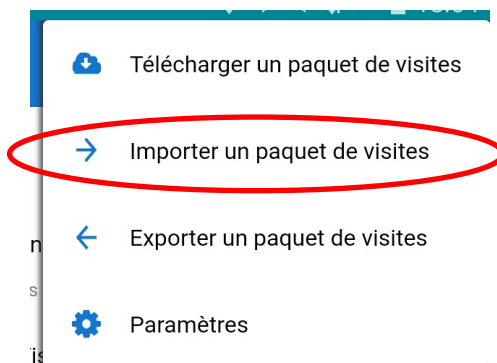 Télécharger un paquet de visites
Importer un paquet de visites
Exporter un paquet de visites
Paramètres